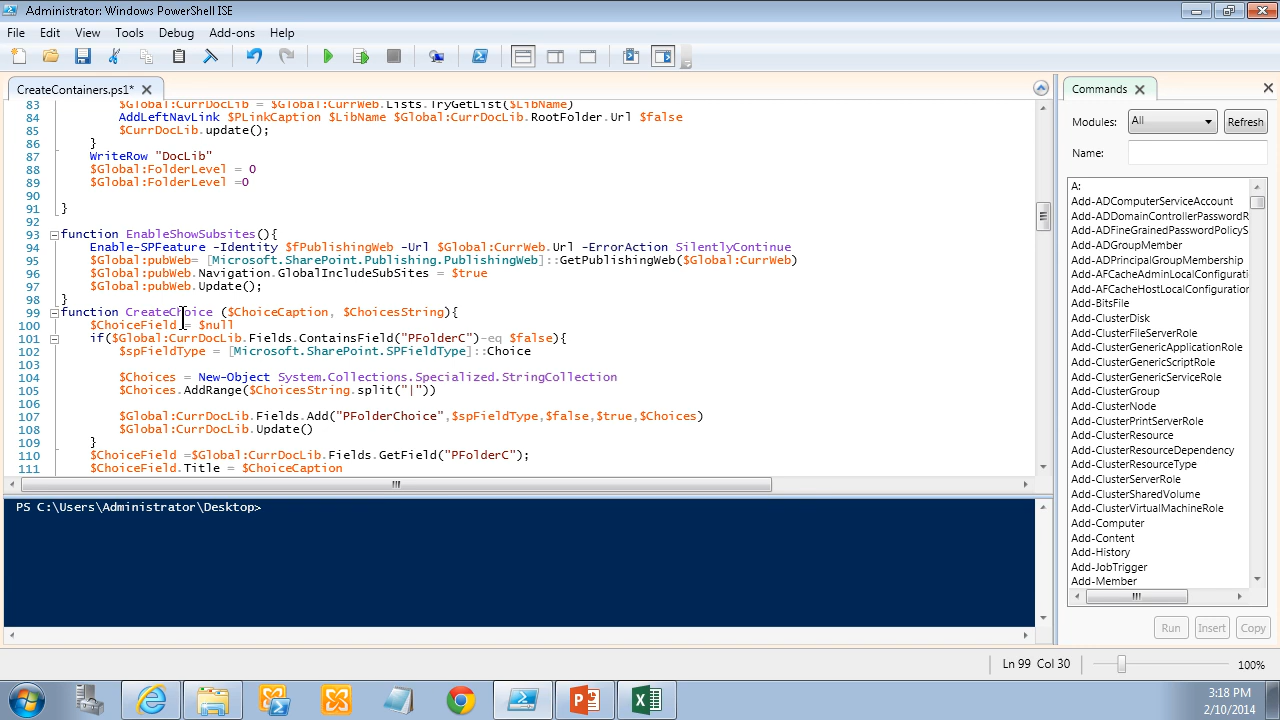 Administrator: Windows PowerShell ISE
File Edit View Tools Debug Add-ons Help
CreateContainers.ps1*
83 $Global:CurrDocLib = $Global:CurrWeb.Lists.TryGetList($LibName)
84 AddLeftNavLink $PLinkCaption $LibName $Global:CurrDocLib.RootFolder.Url $false
85 $CurrDocLib.update();
86 }
87 WriteRow "DocLib"
88 $Global:FolderLevel = 0
89 $Global:FolderLevel =0
90
91 }
92
93 function EnableShowSubsites(){
94 Enable-SPFeature -Identity $fPublishingWeb -Url $Global:CurrWeb.Url -ErrorAction SilentlyContinue
95 $Global:pubWeb= [Microsoft.SharePoint.Publishing.PublishingWeb]::GetPublishingWeb($Global:CurrWeb)
96 $Global:pubWeb.Navigation.GlobalIncludeSubSites = $true
97 $Global:pubWeb.Update();
98 }
99 function CreateChoice ($ChoiceCaption, $ChoicesString){
100 $ChoiceField = $null
101 if($Global:CurrDocLib.Fields.ContainsField("PFolderC")-eq $false){
102 $spFieldType = [Microsoft.SharePoint.SPFieldType]::Choice
103
104 $Choices = New-Object System.Collections.Specialized.StringCollection
105 $Choices.AddRange($ChoicesString.split("|"))
106
107 $Global:CurrDocLib.Fields.Add("PFolderChoice",$spFieldType,$false,$true,$Choices)
108 $Global:CurrDocLib.Update()
109 }
110 $ChoiceField =$Global:CurrDocLib.Fields.GetField("PFolderC");
111 $ChoiceField.Title = $ChoiceCaption
PS C:\Users\Administrator\Desktop>
Commands
Modules: All Refresh
Name:
A:
Add-ADComputerServiceAccount
Add-ADDomainControllerPasswordR
Add-ADFineGrainedPasswordPolicyS
Add-ADGroupMember
Add-ADPrincipalGroupMembership
Add-AFCacheAdminLocalConfigurati
Add-AFCacheHostLocalConfiguration
Add-BitsFile
Add-ClusterDisk
Add-ClusterFileServerRole
Add-ClusterGenericApplicationRole
Add-ClusterGenericScriptRole
Add-ClusterGenericServiceRole
Add-ClusterGroup
Add-ClusterNode
Add-ClusterPrintServerRole
Add-ClusterResource
Add-ClusterResourceDependency
Add-ClusterResourceType
Add-ClusterServerRole
Add-ClusterSharedVolume
Add-ClusterVirtualMachineRole
Add-Computer
Add-Content
Add-History
Add-JobTrigger
Add-Member
Run Insert Copy
Ln 99 Col 30 100%
3:18 PM
2/10/2014